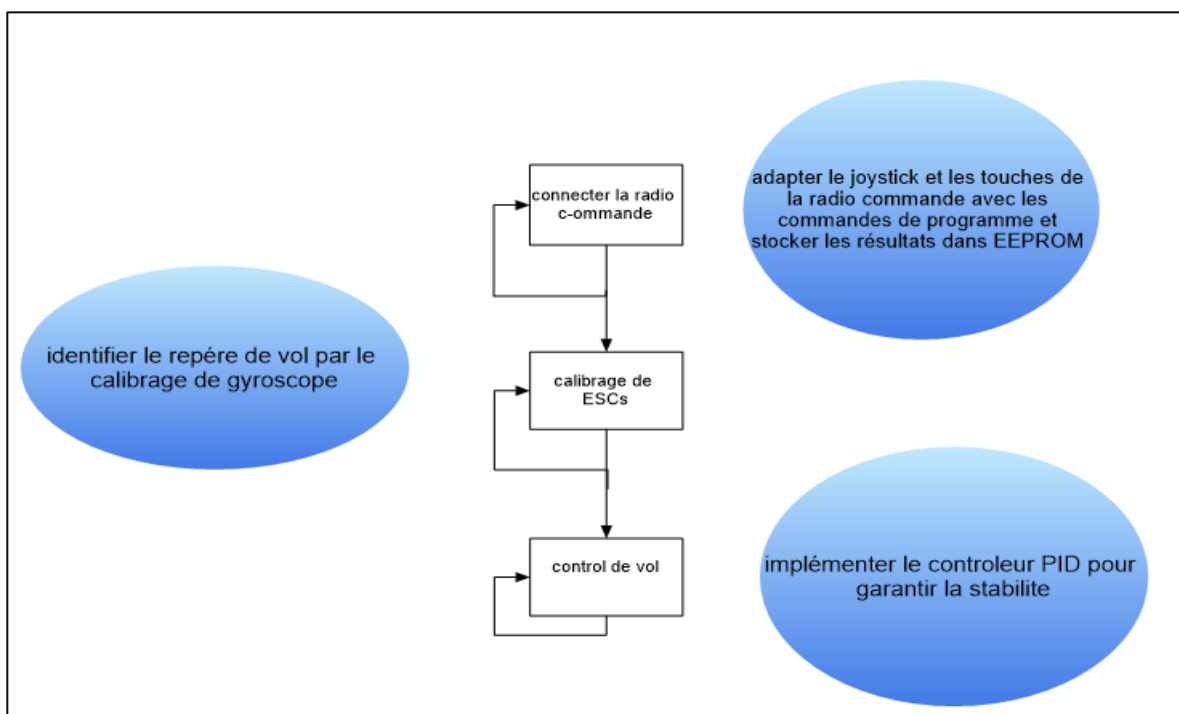 connecter la radio
c-ommande
adapter le joystick et les touches de
la radio commande avec les
commandes de programme et
stocker les résultats dans EEPROM
identifier le repére de vol par le
calibrage de gyroscope
calibrage de
ESCs
control de vol
implémenter le controleur PID pour
garantir la stabilite